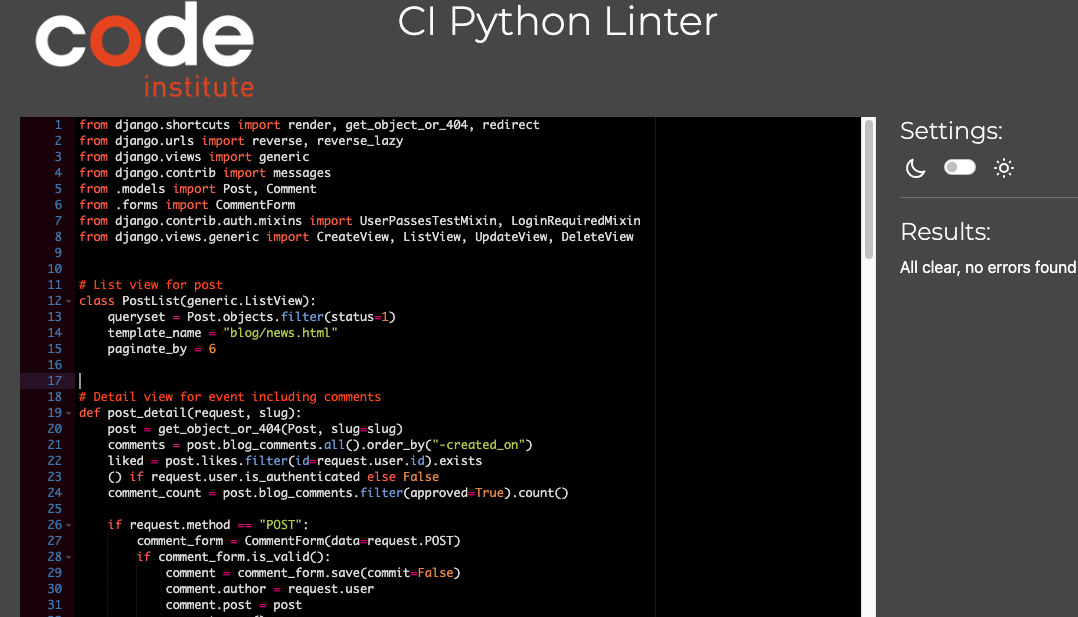 code
institute
CI Python Linter
1 from django.shortcuts import render, get_object_or_404, redirect
2 from django.urls import reverse, reverse_lazy
3 from django.views import generic
4 from django.contrib import messages
5 from .models import Post, Comment
6 from .forms import CommentForm
7 from django.contrib.auth.mixins import UserPassesTestMixin, LoginRequiredMixin
8 from django.views.generic import CreateView, ListView, UpdateView, DeleteView
9
10
11 # List view for post
12 class PostList(generic.ListView):
13     queryset = Post.objects.filter(status=1)
14     template_name = "blog/news.html"
15     paginate_by = 6
16
17
18 # Detail view for event including comments
19 def post_detail(request, slug):
20     post = get_object_or_404(Post, slug=slug)
21     comments = post.blog_comments.all().order_by("-created_on")
22     liked = post.likes.filter(id=request.user.id).exists
23     () if request.user.is_authenticated else False
24     comment_count = post.blog_comments.filter(approved=True).count()
25
26     if request.method == "POST":
27         comment_form = CommentForm(data=request.POST)
28         if comment_form.is_valid():
29             comment = comment_form.save(commit=False)
30             comment.author = request.user
31             comment.post = post
Settings:
Results:
All clear, no errors found